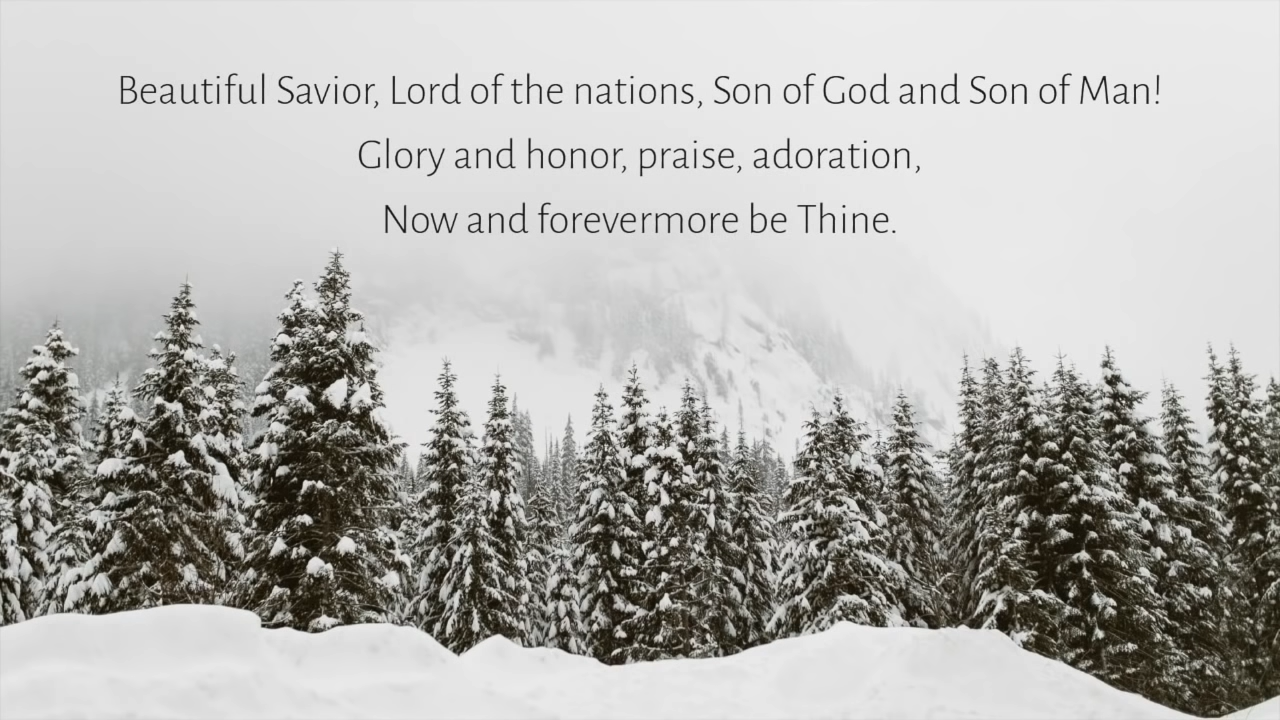 Beautiful Savior, Lord of the nations, Son of God and Son of Man!
Glory and honor, praise, adoration,
Now and forevermore be Thine.